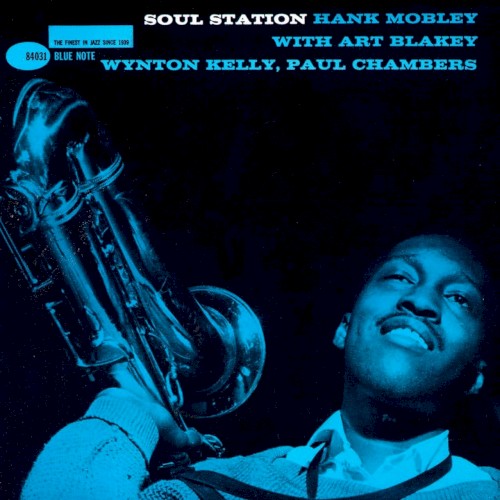 SOUL STATION HANK MOBLEY
WITH ART BLAKEY
WYNTON KELLY, PAUL CHAMBERS
THE FINEST IN JAZZ SINCE 1939
84031 BLUE NOTE